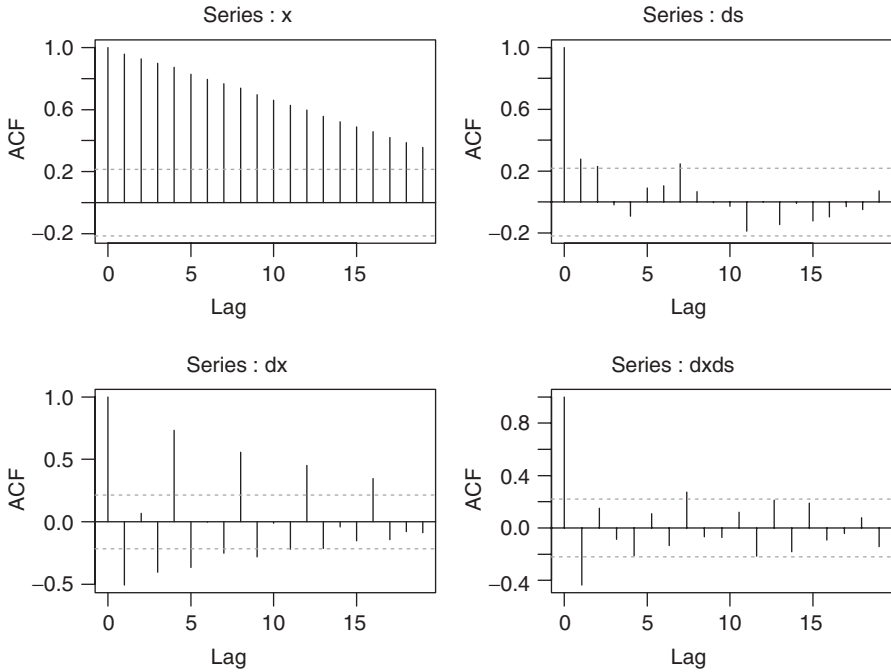 Series : x
1.0
0.6
0.2
−0.2
ACF
0 5 10 15
Lag
Series : ds
1.0
0.6
0.2
−0.2
ACF
0 5 10 15
Lag
Series : dx
1.0
0.5
0.0
−0.5
ACF
0 5 10 15
Lag
Series : dxds
0.8
0.4
0.0
−0.4
ACF
0 5 10 15
Lag